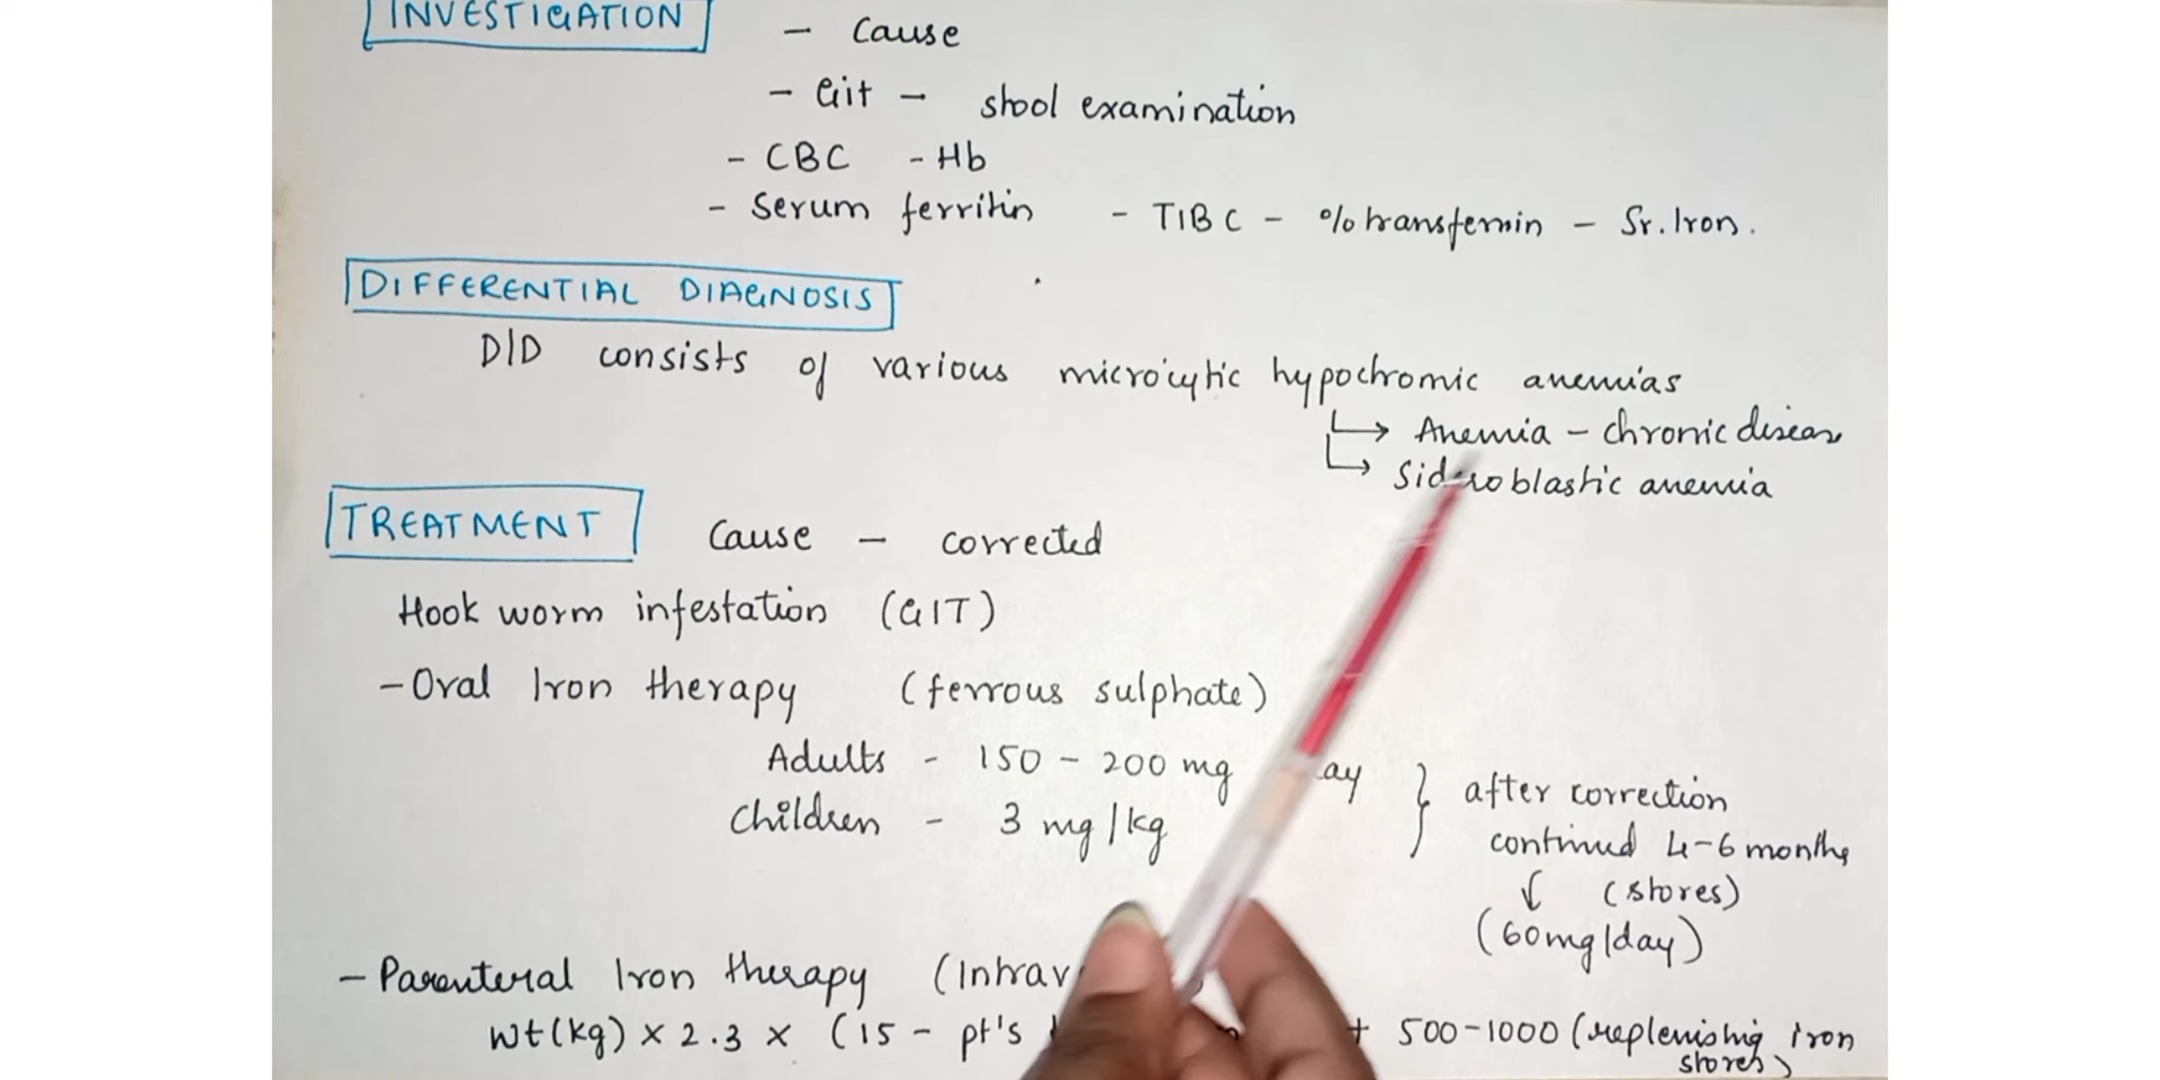 INVESTIGATION - Cause
- Git - stool examination
- CBC - Hb
- Serum ferritin - TIBC - % transferrin - Sr. Iron.
DIFFERENTIAL DIAGNOSIS
D/D consists of various microcytic hypochromic anemias
→ Anemia - chronic disease
→ Sideroblastic anemia
TREATMENT Cause - corrected
Hook worm infestation (GIT)
- Oral Iron therapy (ferrous sulphate)
Adults - 150 - 200 mg
Children - 3 mg/kg
} after correction
continued 4-6 months
↓ (stores)
(60mg/day)
- Parenteral Iron therapy
Wt(kg) x 2.3 x (15 - pt's + 500-1000 (replenishing iron
stores)